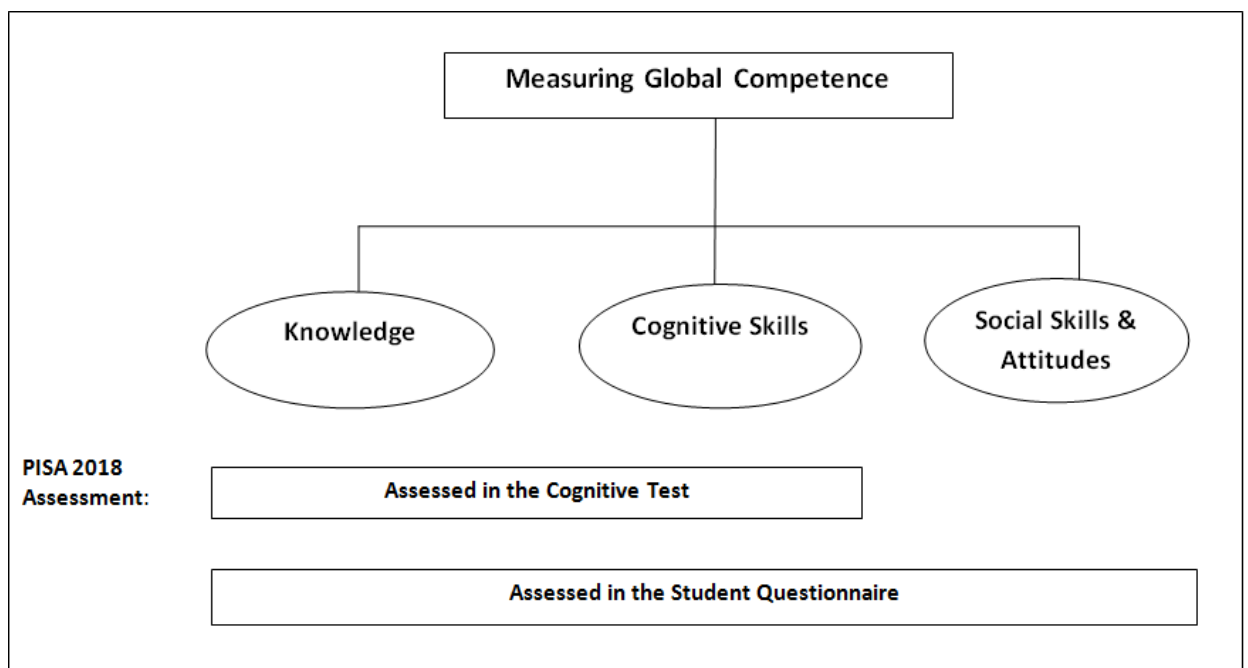 Measuring Global Competence
Knowledge
Cognitive Skills
Social Skills &
Attitudes
PISA 2018
Assessment:
Assessed in the Cognitive Test
Assessed in the Student Questionnaire